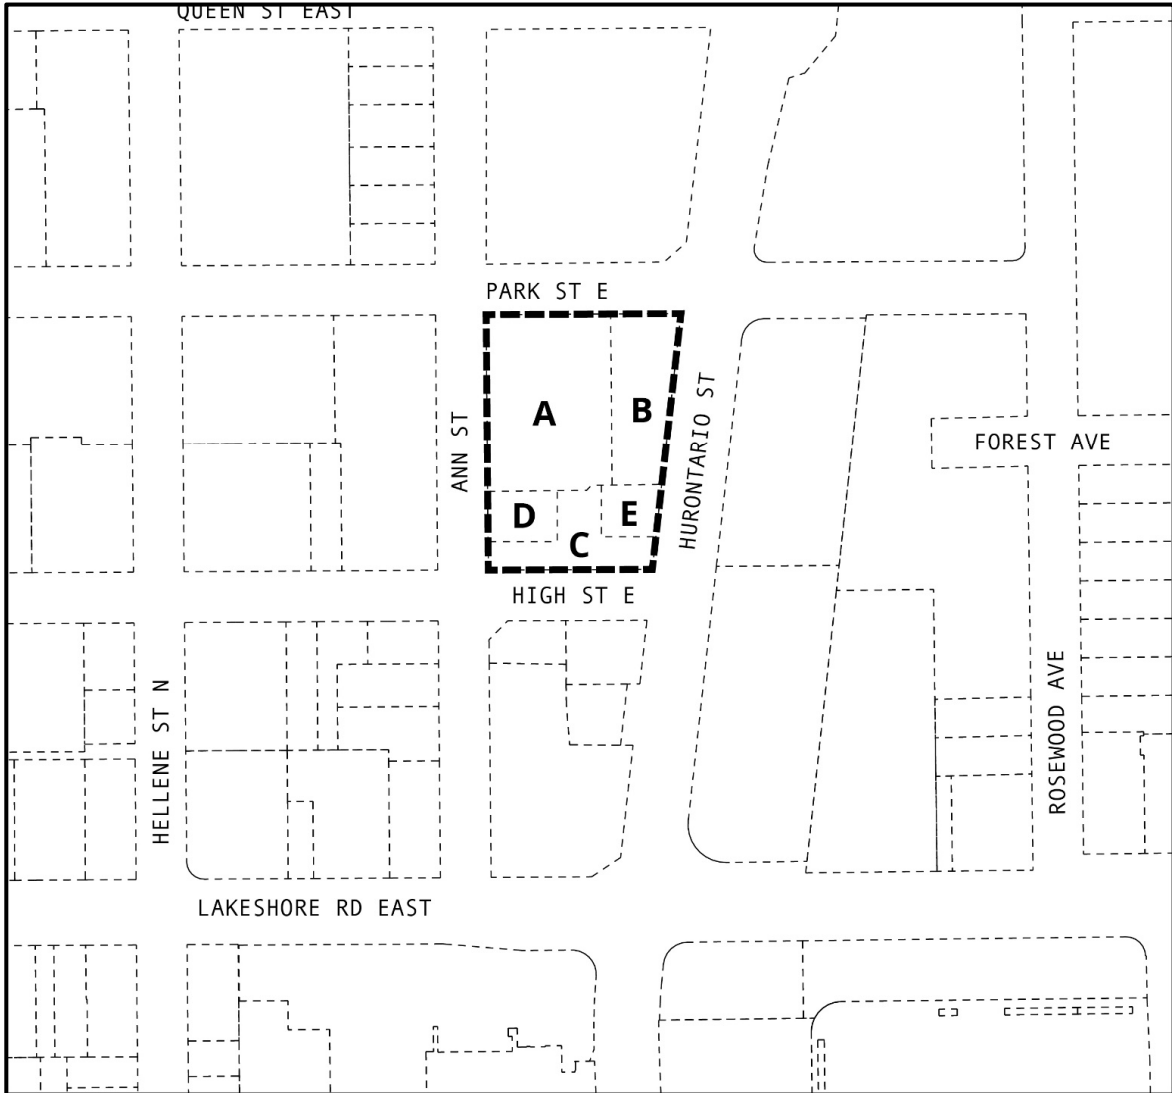 QUEEN ST EAST
PARK ST E
A
B
ANN ST
HURONTARIO ST
FOREST AVE
D
E
C
HIGH ST E
HELLENE ST N
ROSEWOOD AVE
LAKESHORE RD EAST